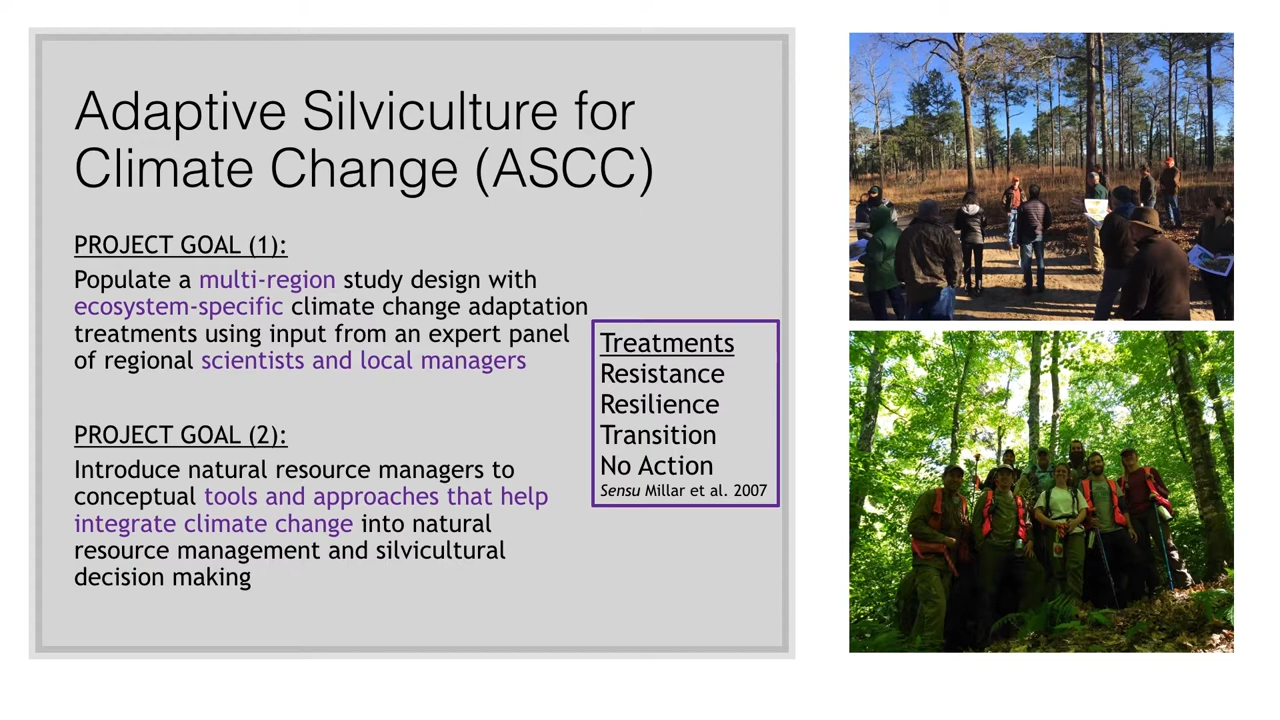 Adaptive Silviculture for
Climate Change (ASCC)
PROJECT GOAL (1):
Populate a multi-region study design with
ecosystem-specific climate change adaptation
treatments using input from an expert panel
of regional scientists and local managers
PROJECT GOAL (2):
Introduce natural resource managers to
conceptual tools and approaches that help
integrate climate change into natural
resource management and silvicultural
decision making
Treatments
Resistance
Resilience
Transition
No Action
Sensu Millar et al. 2007